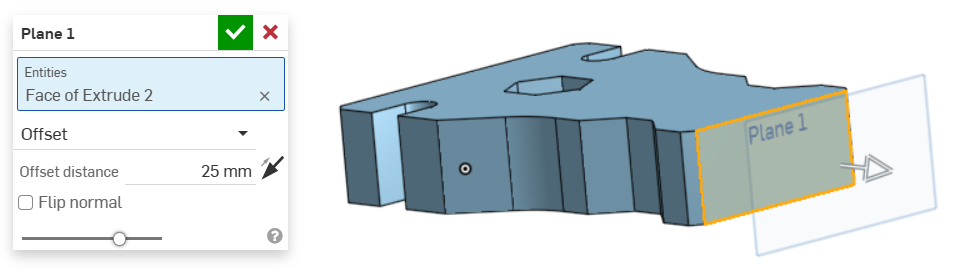 Plane 1
Entities
Face of Extrude 2
Offset
Offset distance 25 mm
Flip normal
Plane 1